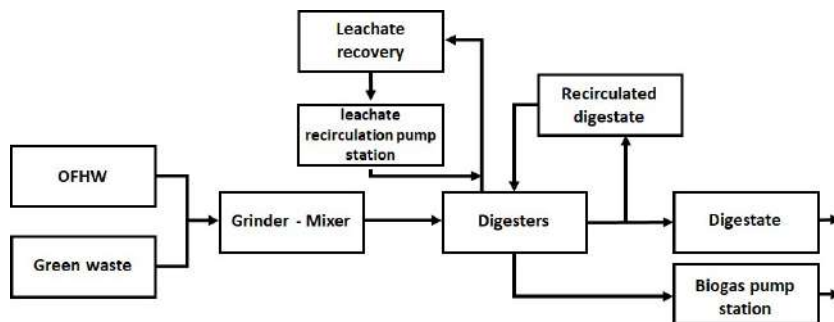 Leachate
recovery
leachate
recirculation pump
station
Recirculated
digestate
OFHW
Grinder - Mixer
Digesters
Digestate
Green waste
Biogas pump
station